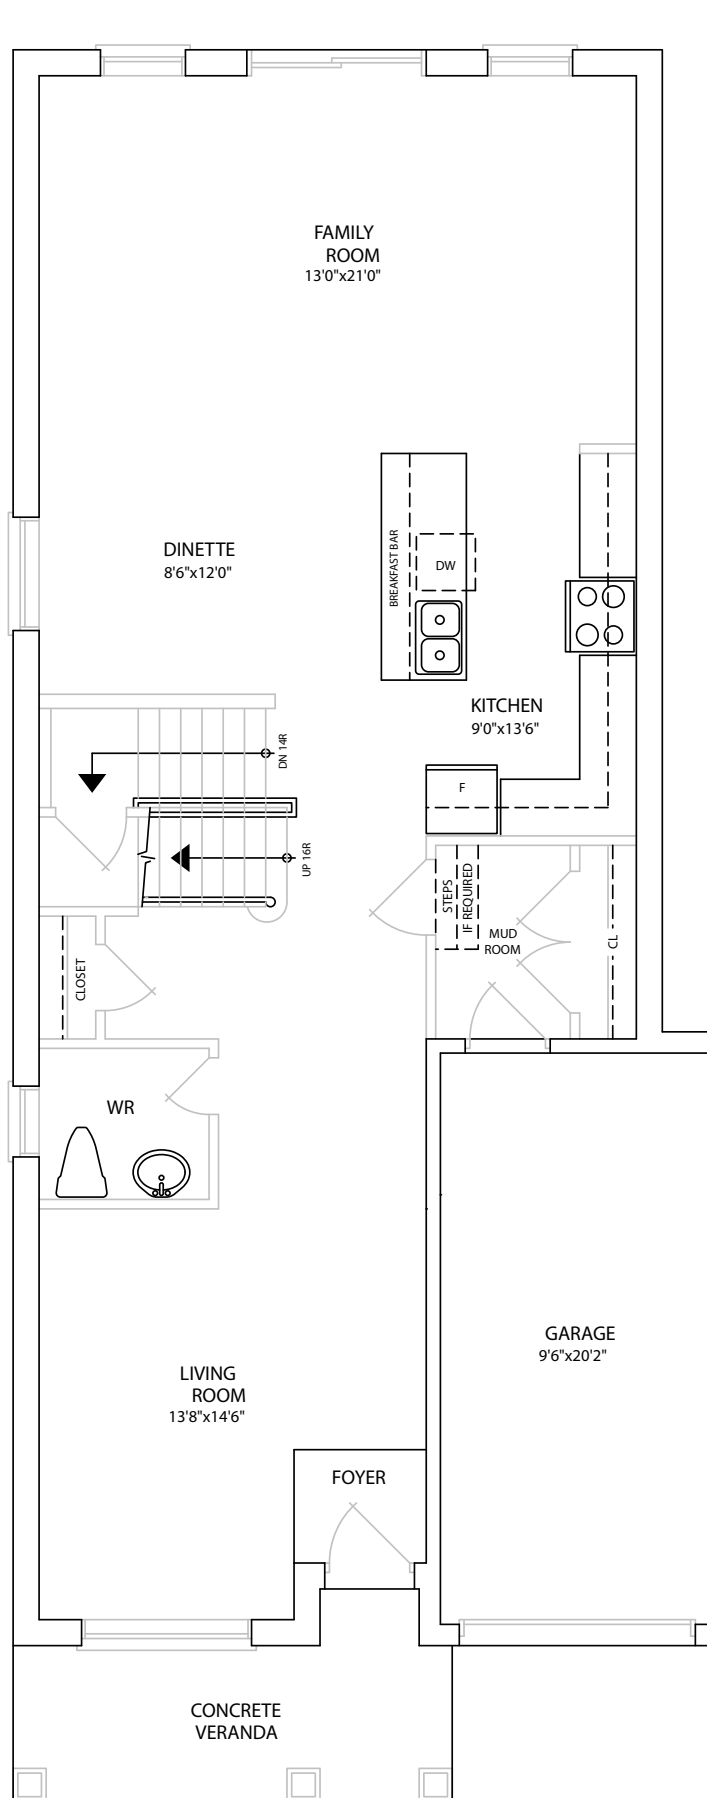 FAMILY
ROOM
13'0"x21'0"
DINETTE
8'6"x12'0"
BREAKFAST BAR
DW
KITCHEN
9'0"x13'6"
DN 14R
F
UP 16R
STEPS
IF REQUIRED
MUD
ROOM
CL
CLOSET
WR
GARAGE
9'6"x20'2"
LIVING
ROOM
13'8"x14'6"
FOYER
CONCRETE
VERANDA